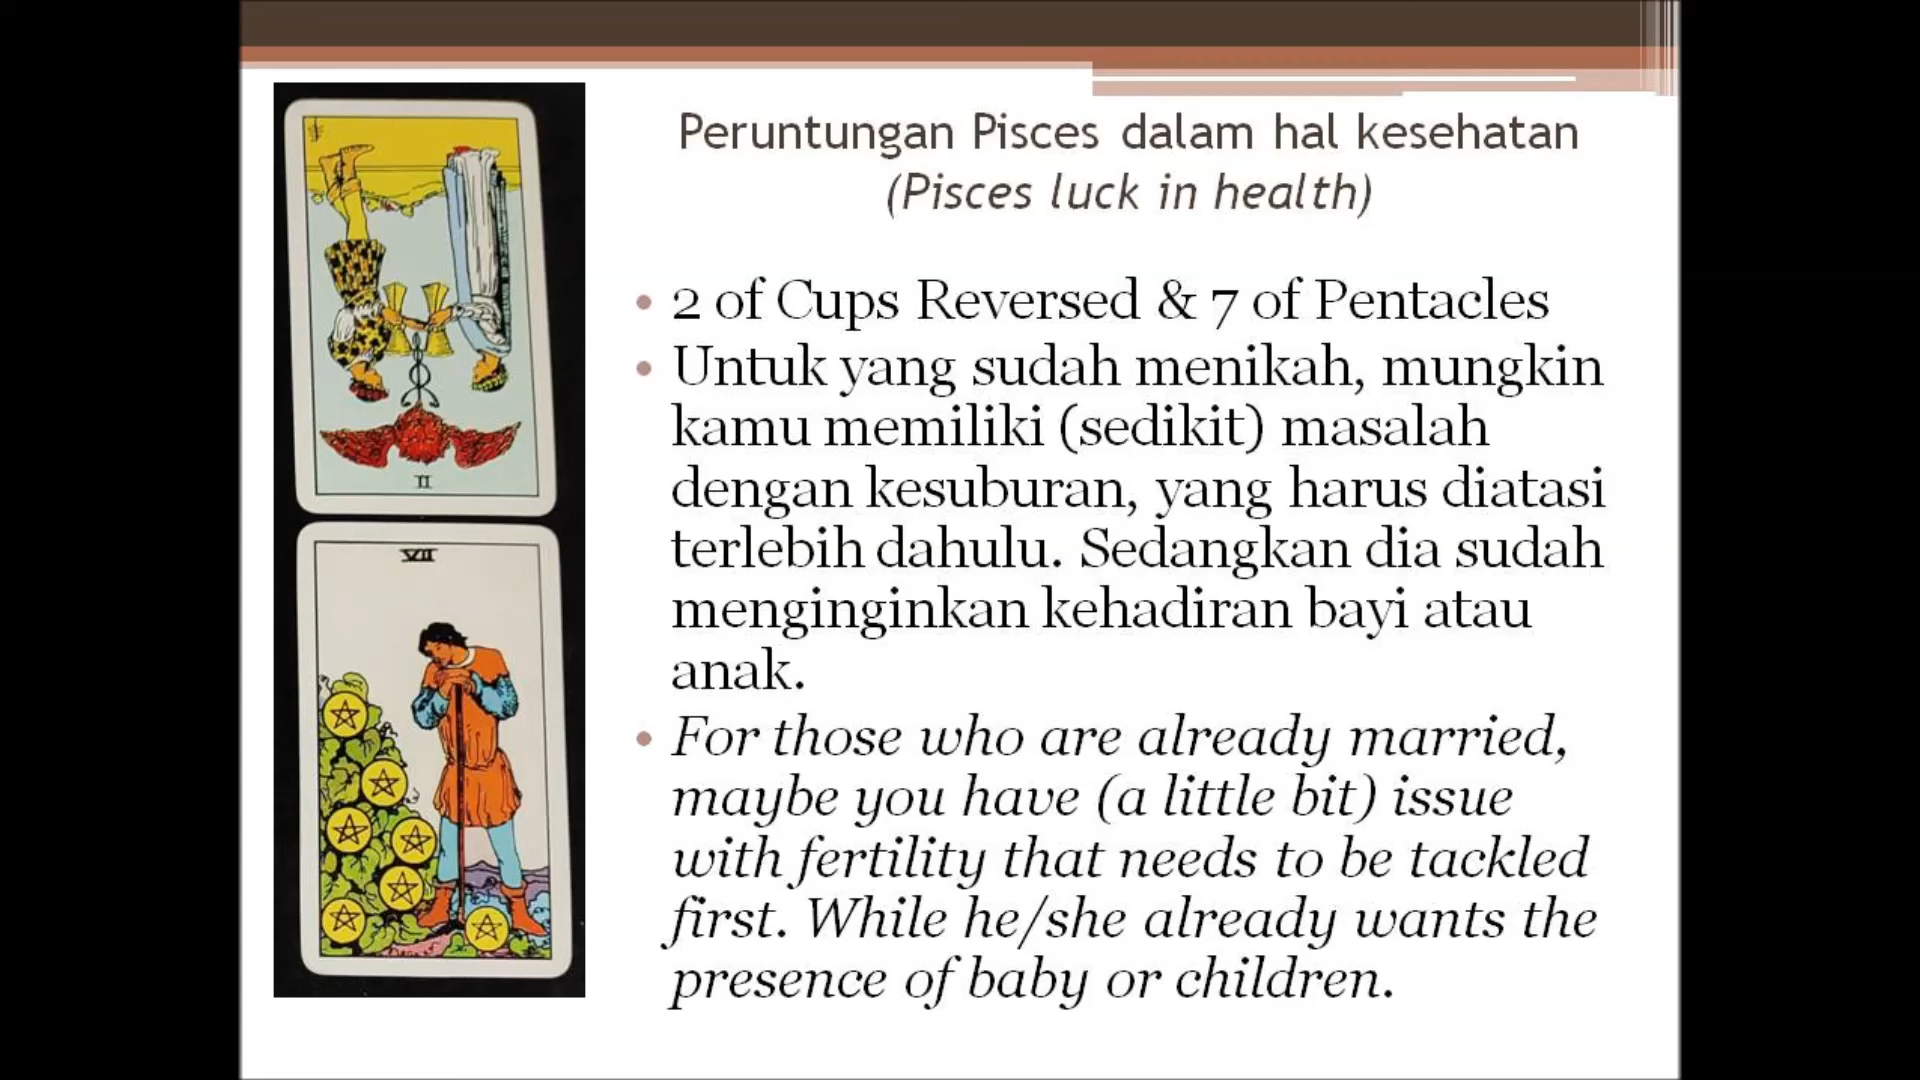 Peruntungan Pisces dalam hal kesehatan
(Pisces luck in health)
II
VII
• 2 of Cups Reversed & 7 of Pentacles
• Untuk yang sudah menikah, mungkin
kamu memiliki (sedikit) masalah
dengan kesuburan, yang harus diatasi
terlebih dahulu. Sedangkan dia sudah
menginginkan kehadiran bayi atau
anak.
• For those who are already married,
maybe you have (a little bit) issue
with fertility that needs to be tackled
first. While he/she already wants the
presence of baby or children.